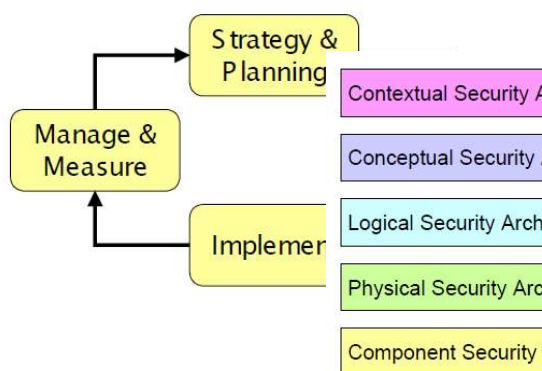 Strategy &
Planning
Manage &
Measure
Implemen
Contextual Security A
Conceptual Security
Logical Security Arch
Physical Security Arc
Component Security